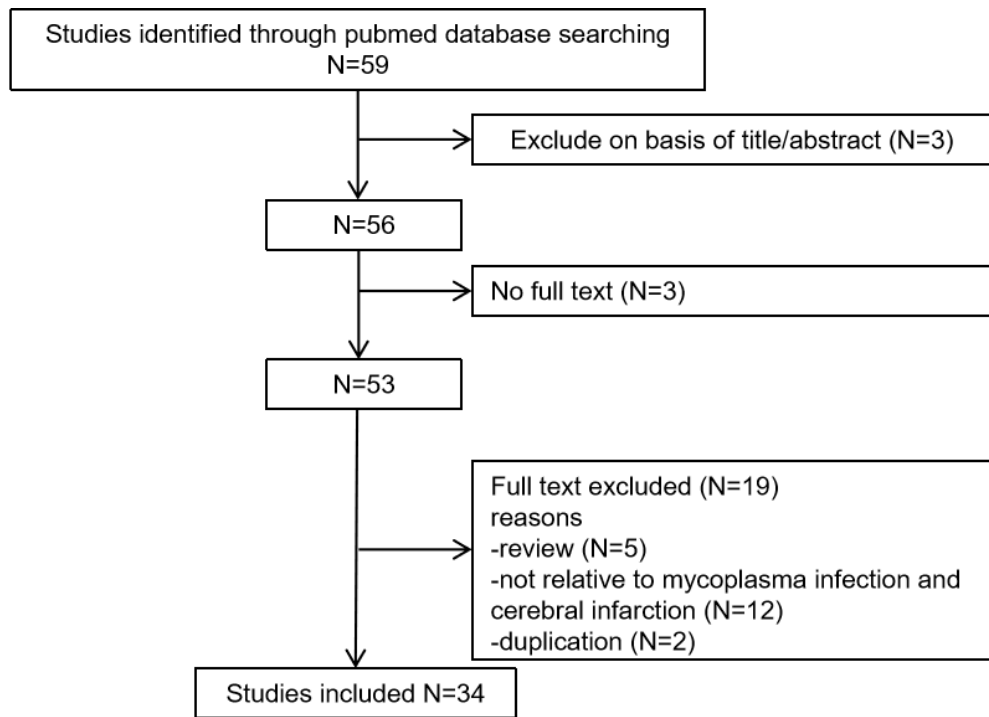 Studies identified through pubmed database searching
N=59
Exclude on basis of title/abstract (N=3)
N=56
No full text (N=3)
N=53
Full text excluded (N=19)
reasons
-review (N=5)
-not relative to mycoplasma infection and
cerebral infarction (N=12)
-duplication (N=2)
Studies included N=34